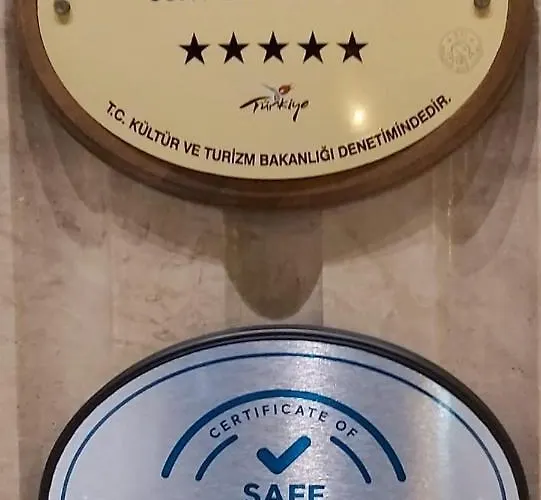 ★★★★★
Türkiye
T.C. KÜLTÜR VE TURİZM BAKANLIĞI DENETİMİNDEDİR.
CERTIFICATE OF
SAFE